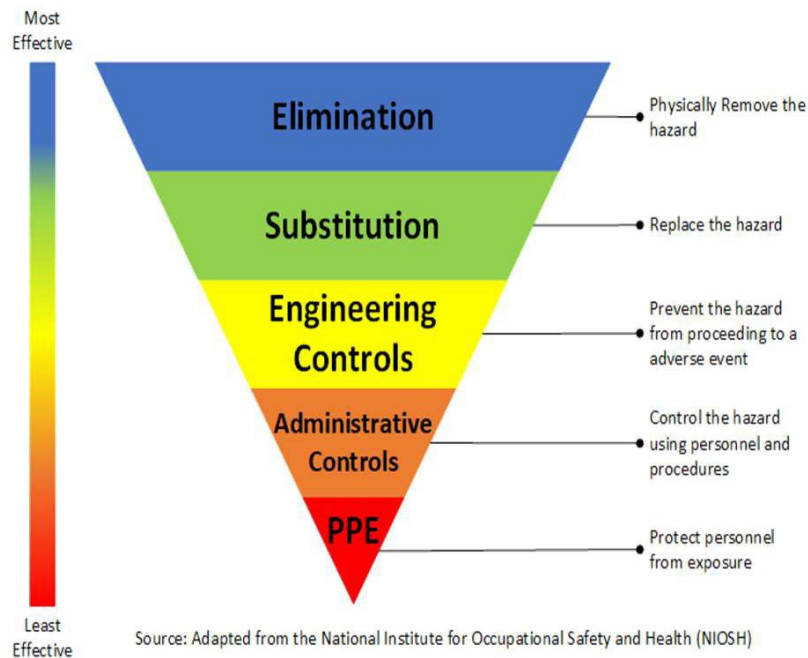 Most
Effective
Elimination
Physically Remove the
hazard
Substitution
Replace the hazard
Engineering
Controls
Prevent the hazard
from proceeding to a
adverse event
Administrative
Controls
Control the hazard
using personnel and
procedures
PPE
Protect personnel
from exposure
Least
Effective
Source: Adapted from the National Institute for Occupational Safety and Health (NIOSH)